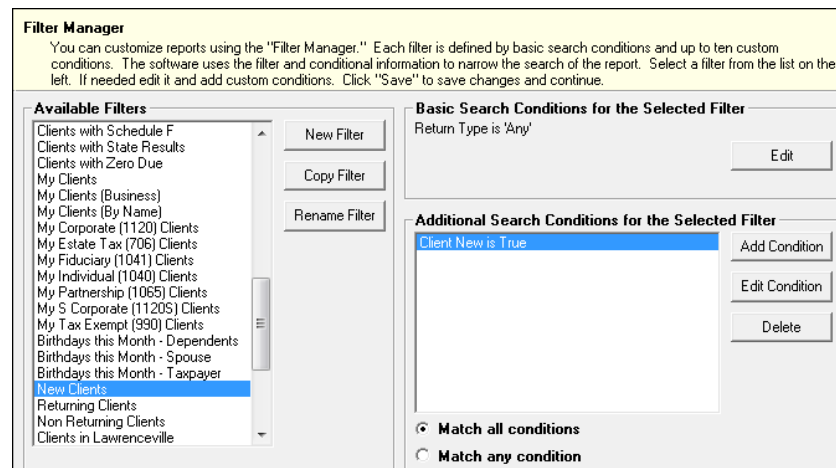 Filter Manager
You can customize reports using the "Filter Manager." Each filter is defined by basic search conditions and up to ten custom
conditions. The software uses the filter and conditional information to narrow the search of the report. Select a filter from the list on the
left. If needed edit it and add custom conditions. Click "Save" to save changes and continue.
Available Filters
Clients with Schedule F
Clients with State Results
Clients with Zero Due
My Clients
My Clients (Business)
My Clients (By Name)
My Corporate (1120) Clients
My Estate Tax (706) Clients
My Fiduciary (1041) Clients
My Individual (1040) Clients
My Partnership (1065) Clients
My S Corporate (1120S) Clients
My Tax Exempt (990) Clients
Birthdays this Month - Dependents
Birthdays this Month - Spouse
Birthdays this Month - Taxpayer
New Clients
Returning Clients
Non Returning Clients
Clients in Lawrenceville
New Filter
Copy Filter
Rename Filter
Basic Search Conditions for the Selected Filter
Return Type is 'Any'
Edit
Additional Search Conditions for the Selected Filter
Client New is True
Add Condition
Edit Condition
Delete
Match all conditions
Match any condition